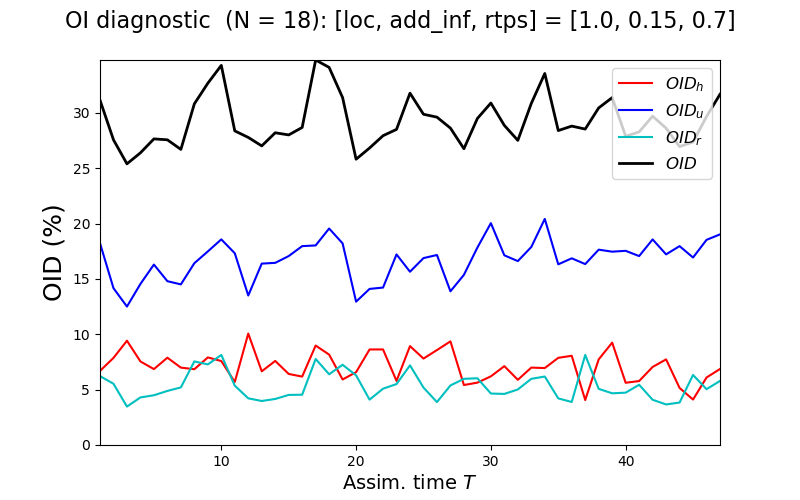 OI diagnostic (N = 18): [loc, add_inf, rtps] = [1.0, 0.15, 0.7]
OID (%)
30
25
20
15
10
5
0
10 20 30 40
Assim. time T
OID_h
OID_u
OID_r
OID